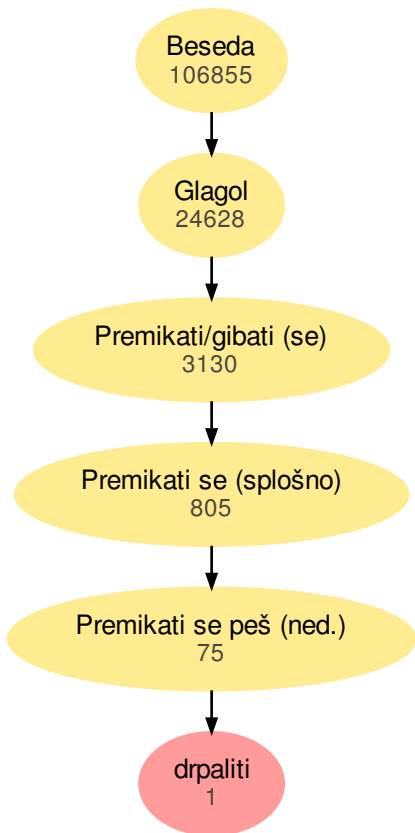 Beseda
106855
Glagol
24628
Premikati/gibati (se)
3130
Premikati se (splošno)
805
Premikati se peš (ned.)
75
drpaliti
1